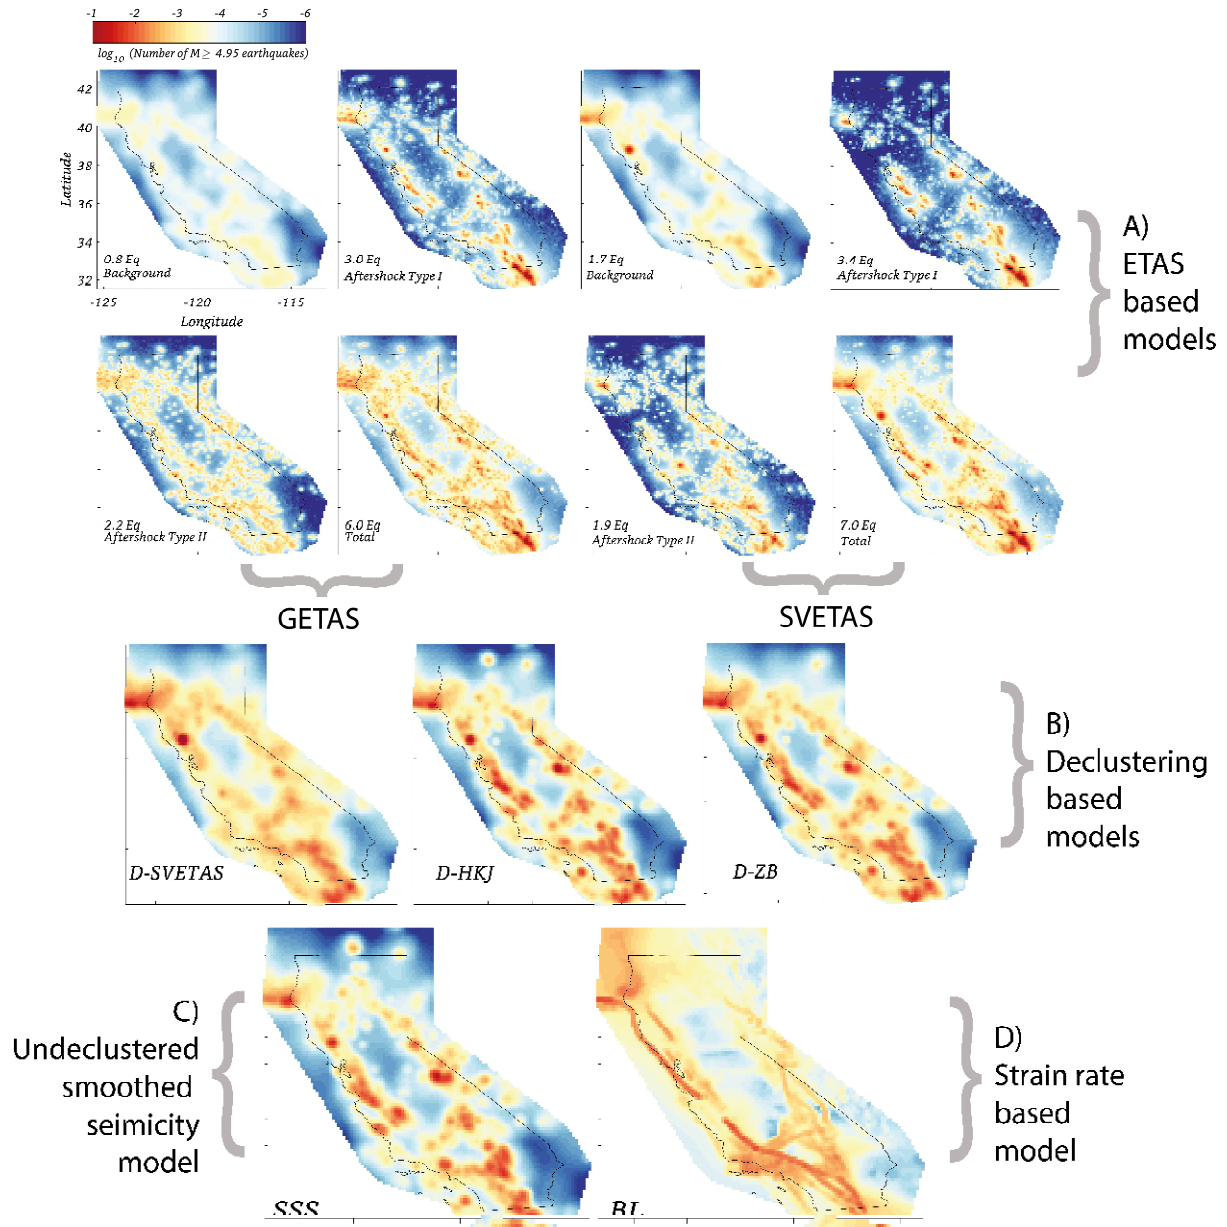 -1 -2 -3 -4 -5 -6
log10 (Number of M ≥ 4.95 earthquakes)
42
40
38
36
34
32
Latitude
-125 -120 -115
Longitude
0.8 Eq
Background
3.0 Eq
Aftershock Type I
1.7 Eq
Background
3.4 Eq
Aftershock Type I
A)
ETAS
based
models
2.2 Eq
Aftershock Type II
6.0 Eq
Total
1.9 Eq
Aftershock Type II
7.0 Eq
Total
GETAS
SVETAS
D-SVETAS
D-HKJ
D-ZB
B)
Declustering
based
models
C)
Undeclustered
smoothed
seimicity
model
SSS
D)
Strain rate
based
model